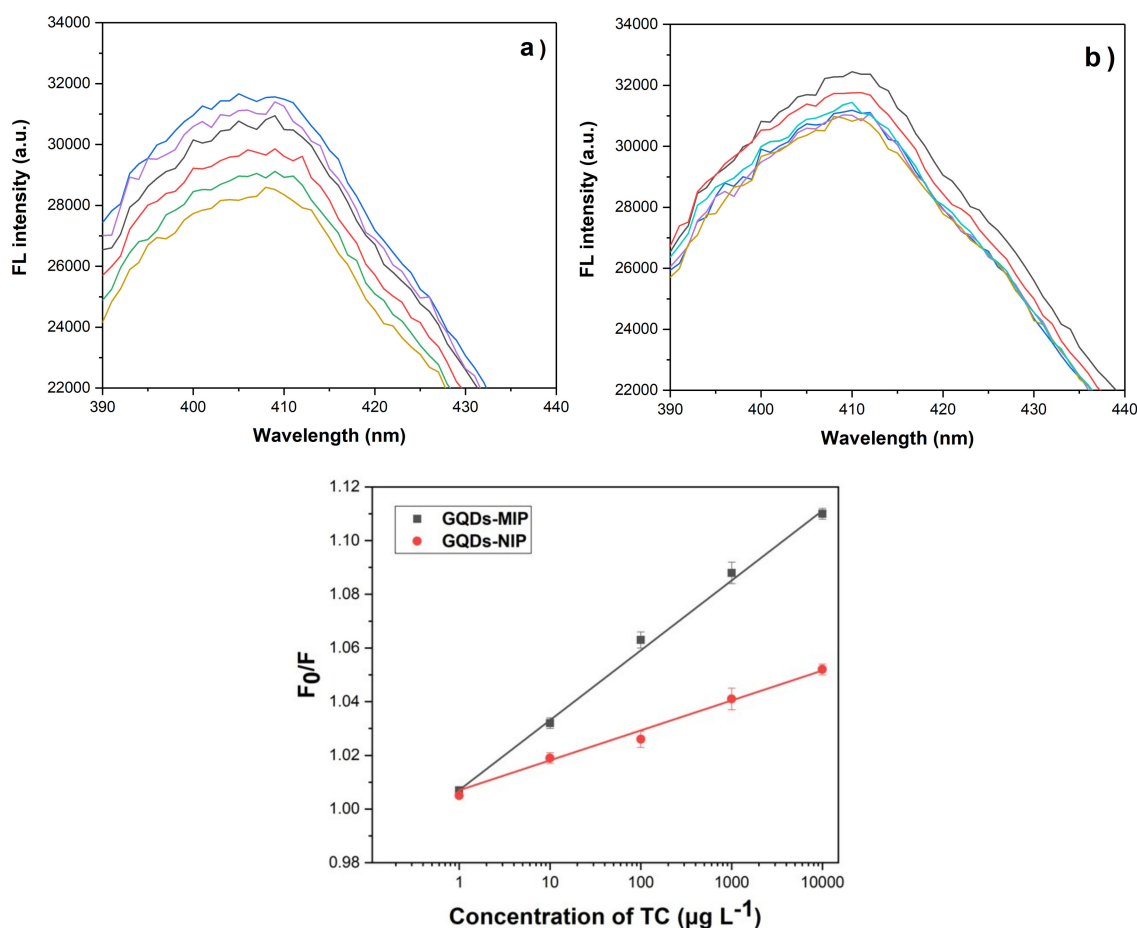 a)
FL intensity (a.u.)
34000
32000
30000
28000
26000
24000
22000
390 400 410 420 430 440
Wavelength (nm)
b)
FL intensity (a.u.)
34000
32000
30000
28000
26000
24000
22000
390 400 410 420 430 440
Wavelength (nm)
GQDs-MIP
GQDs-NIP
F0/F
1.12
1.10
1.08
1.06
1.04
1.02
1.00
0.98
1 10 100 1000 10000
Concentration of TC (µg L⁻¹)